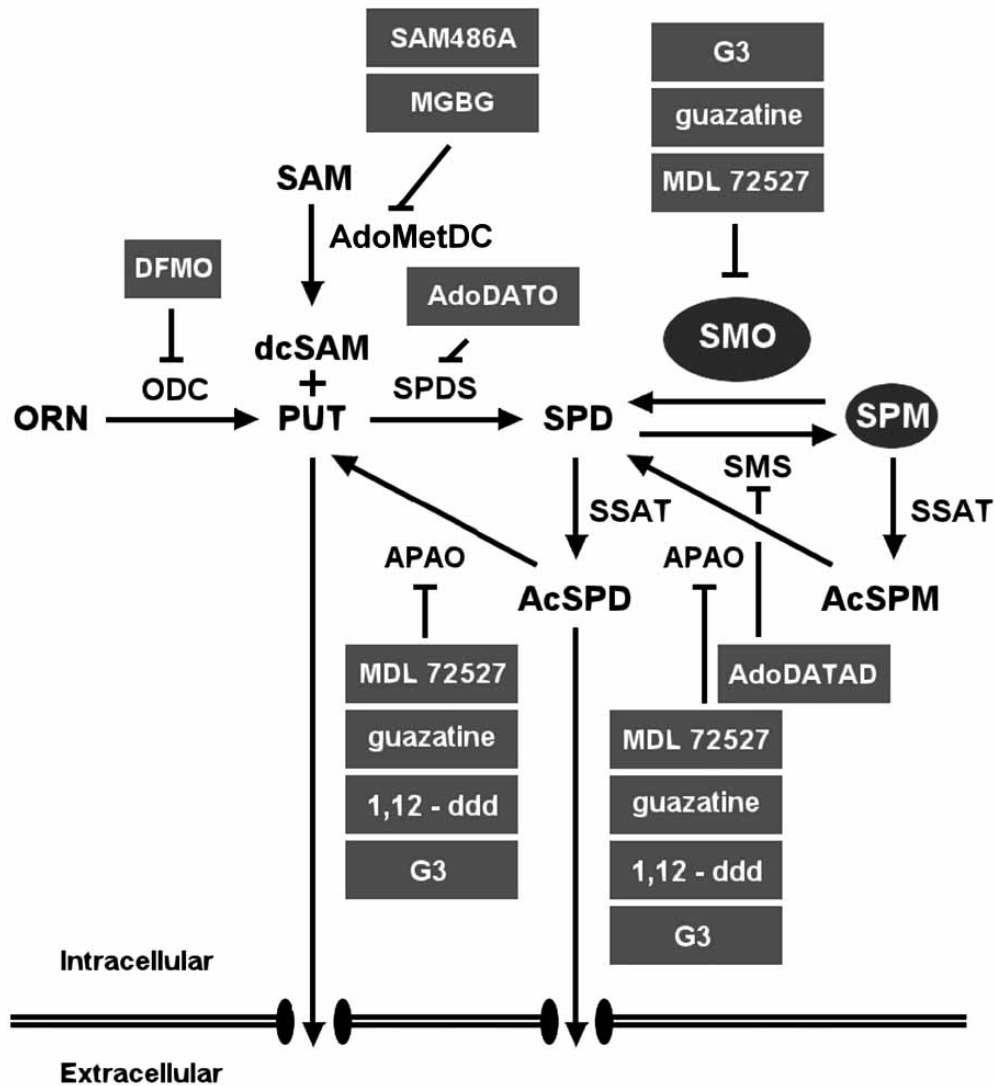 SAM486A
MGBG
G3
guazatine
MDL 72527
SAM
AdoMetDC
DFMO
AdoDATO
SMO
dcSAM
+
ODC
SPDS
ORN
PUT
SPD
SPM
SMS
SSAT
SSAT
APAO
APAO
AcSPD
AcSPM
MDL 72527
guazatine
1,12 - ddd
G3
AdoDATAD
MDL 72527
guazatine
1,12 - ddd
G3
Intracellular
Extracellular